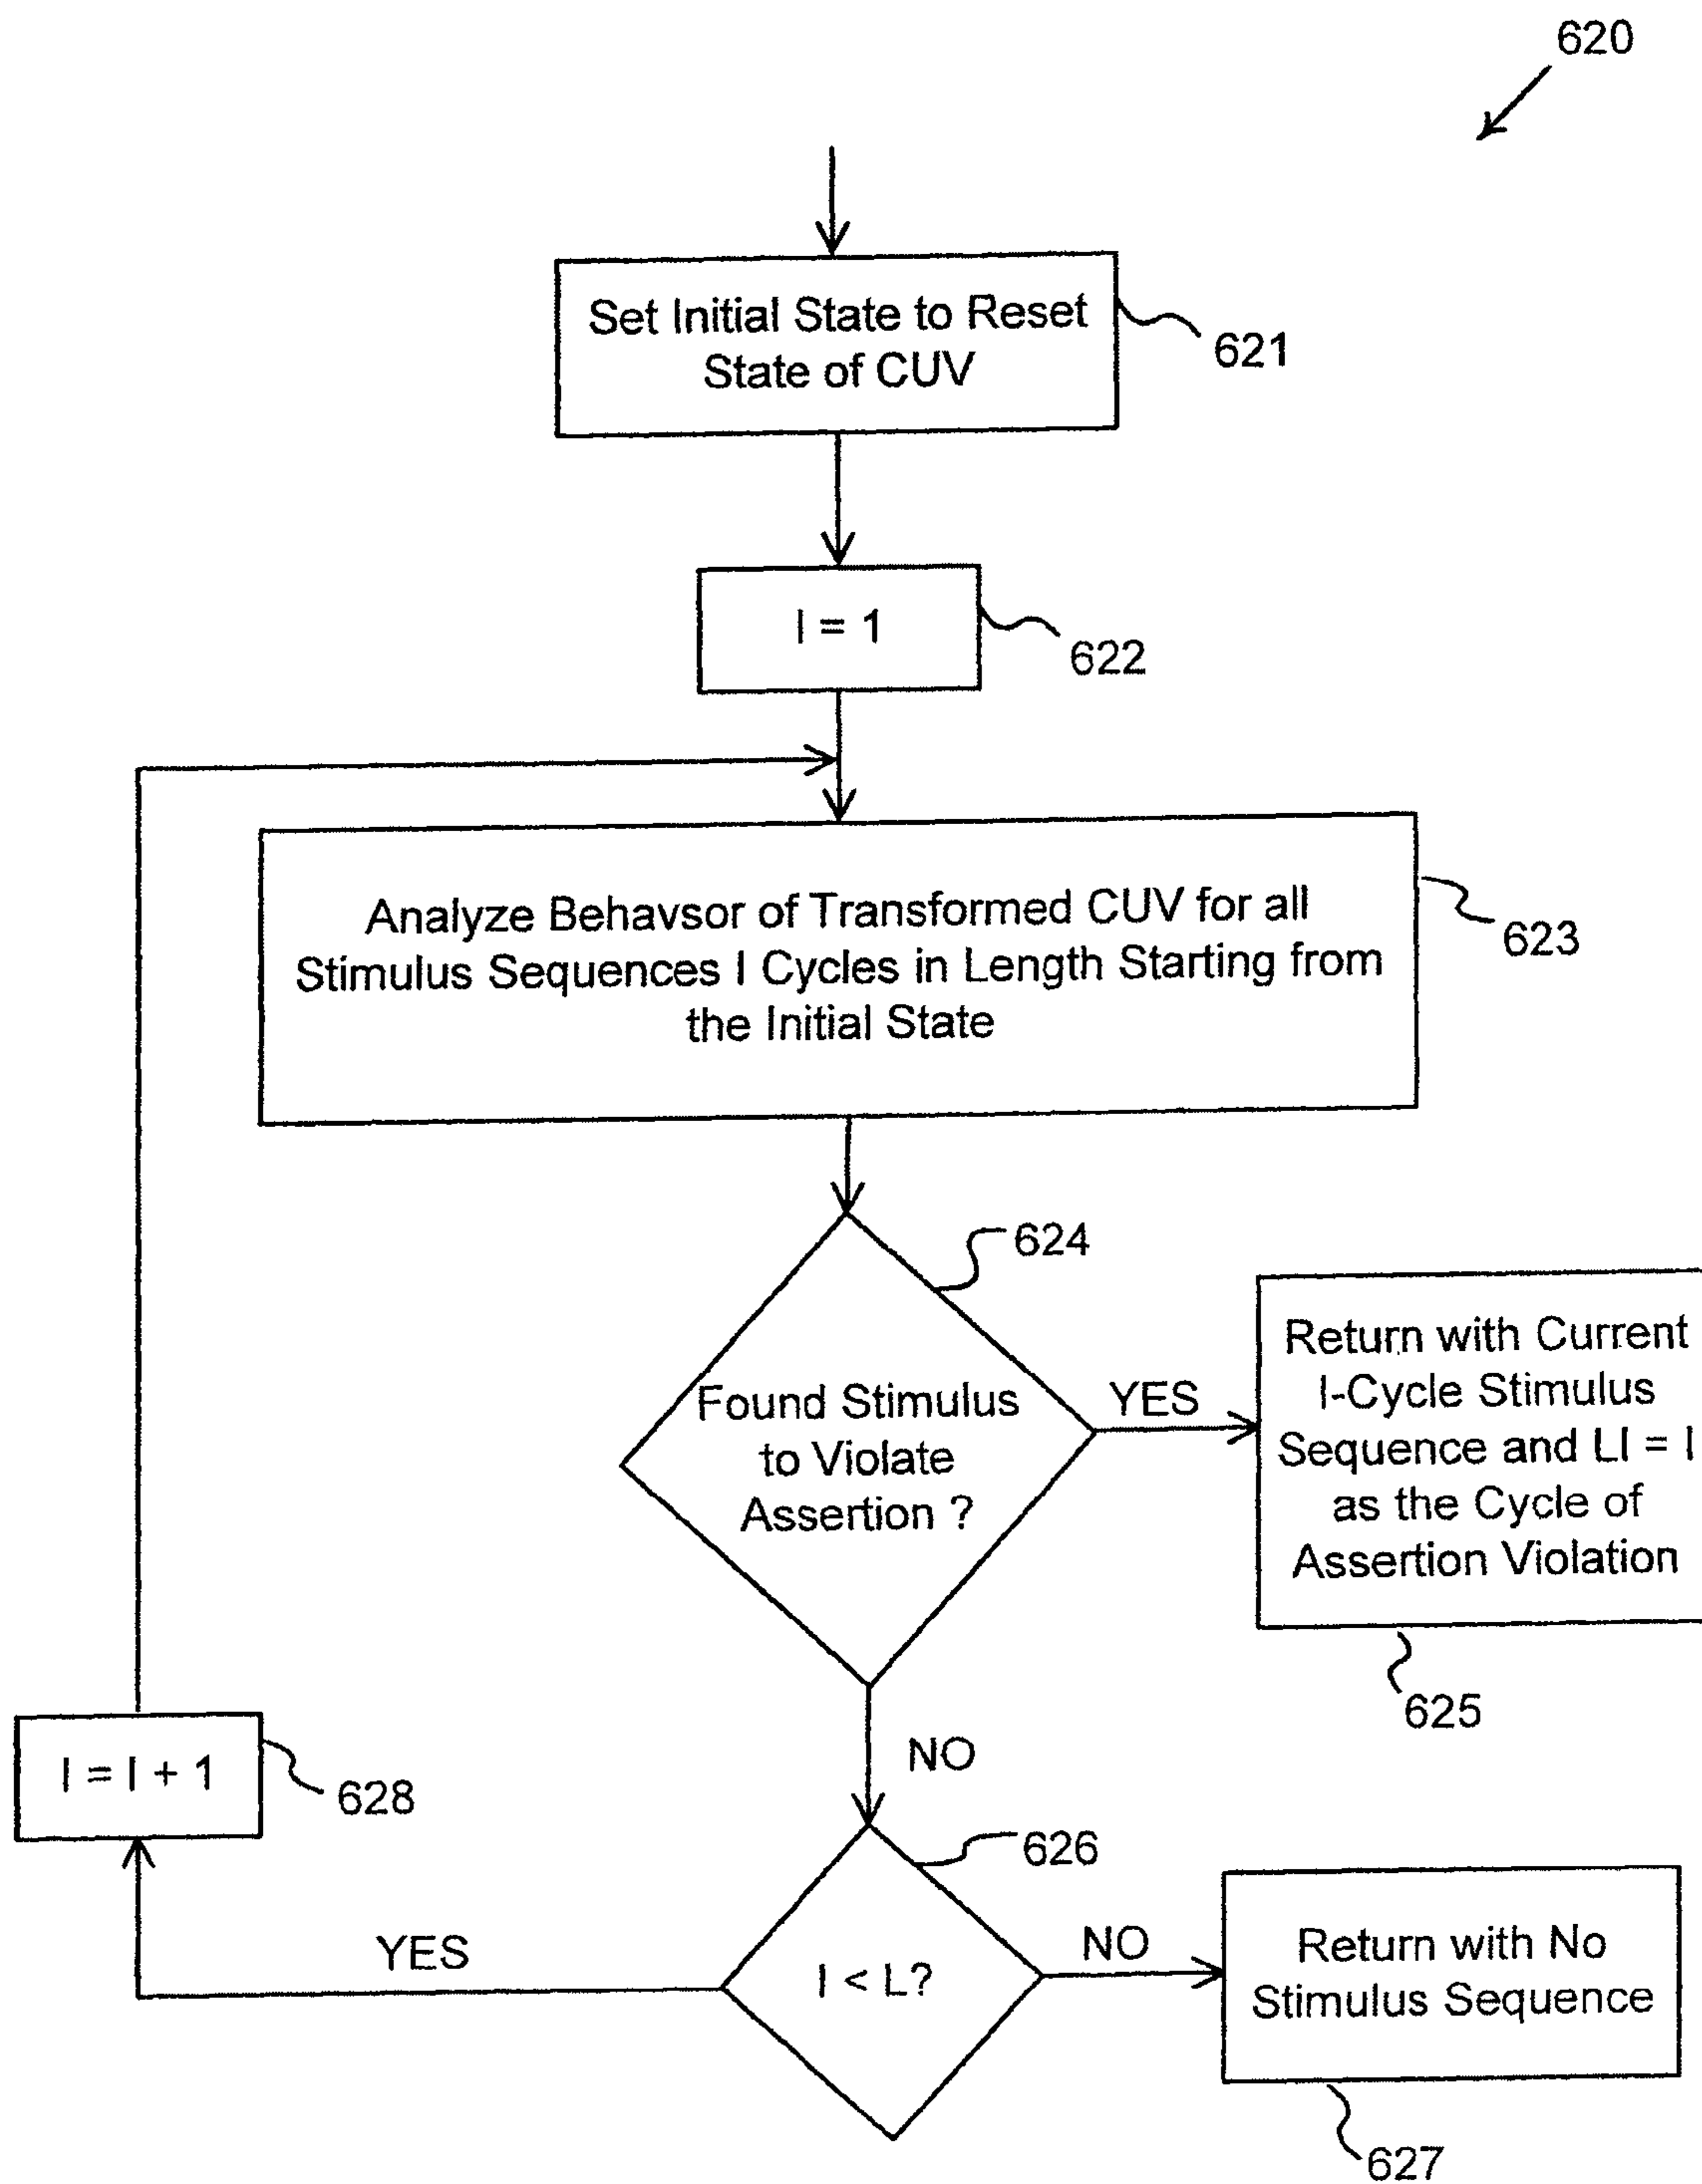 620
Set Initial State to Reset
State of CUV
621
I = 1
622
Analyze Behavsor of Transformed CUV for all
Stimulus Sequences I Cycles in Length Starting from
the Initial State
623
624
Found Stimulus
to Violate
Assertion ?
YES
Return with Current
I-Cycle Stimulus
Sequence and LI = I
as the Cycle of
Assertion Violation
625
NO
I = I + 1
628
626
I < L?
YES
NO
Return with No
Stimulus Sequence
627